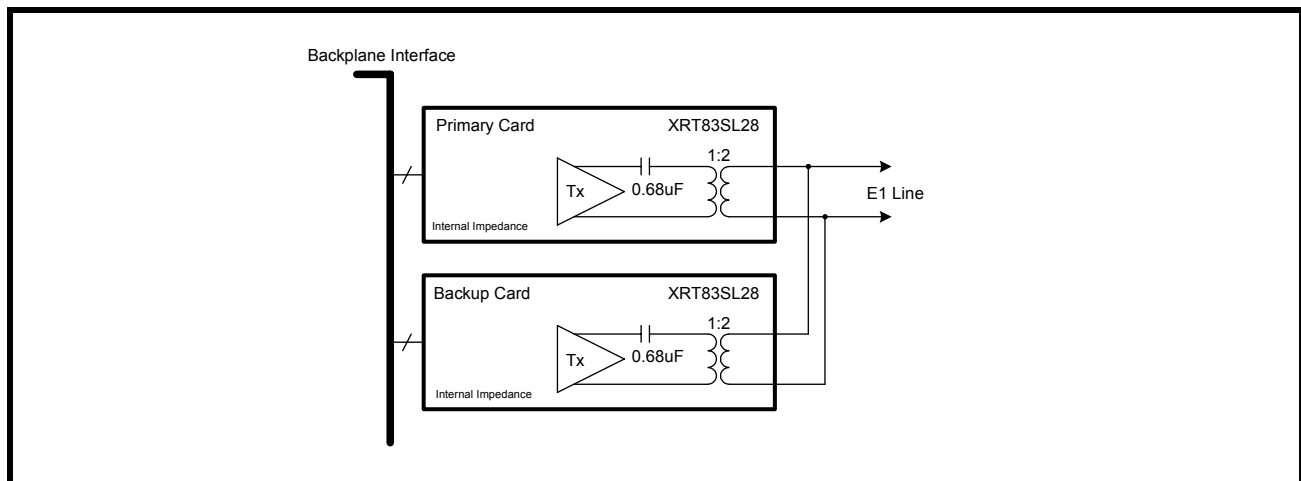 Backplane Interface
Primary Card
XRT83SL28
1:2
Tx
0.68uF
E1 Line
Internal Impedance
Backup Card
XRT83SL28
1:2
Tx
0.68uF
Internal Impedance